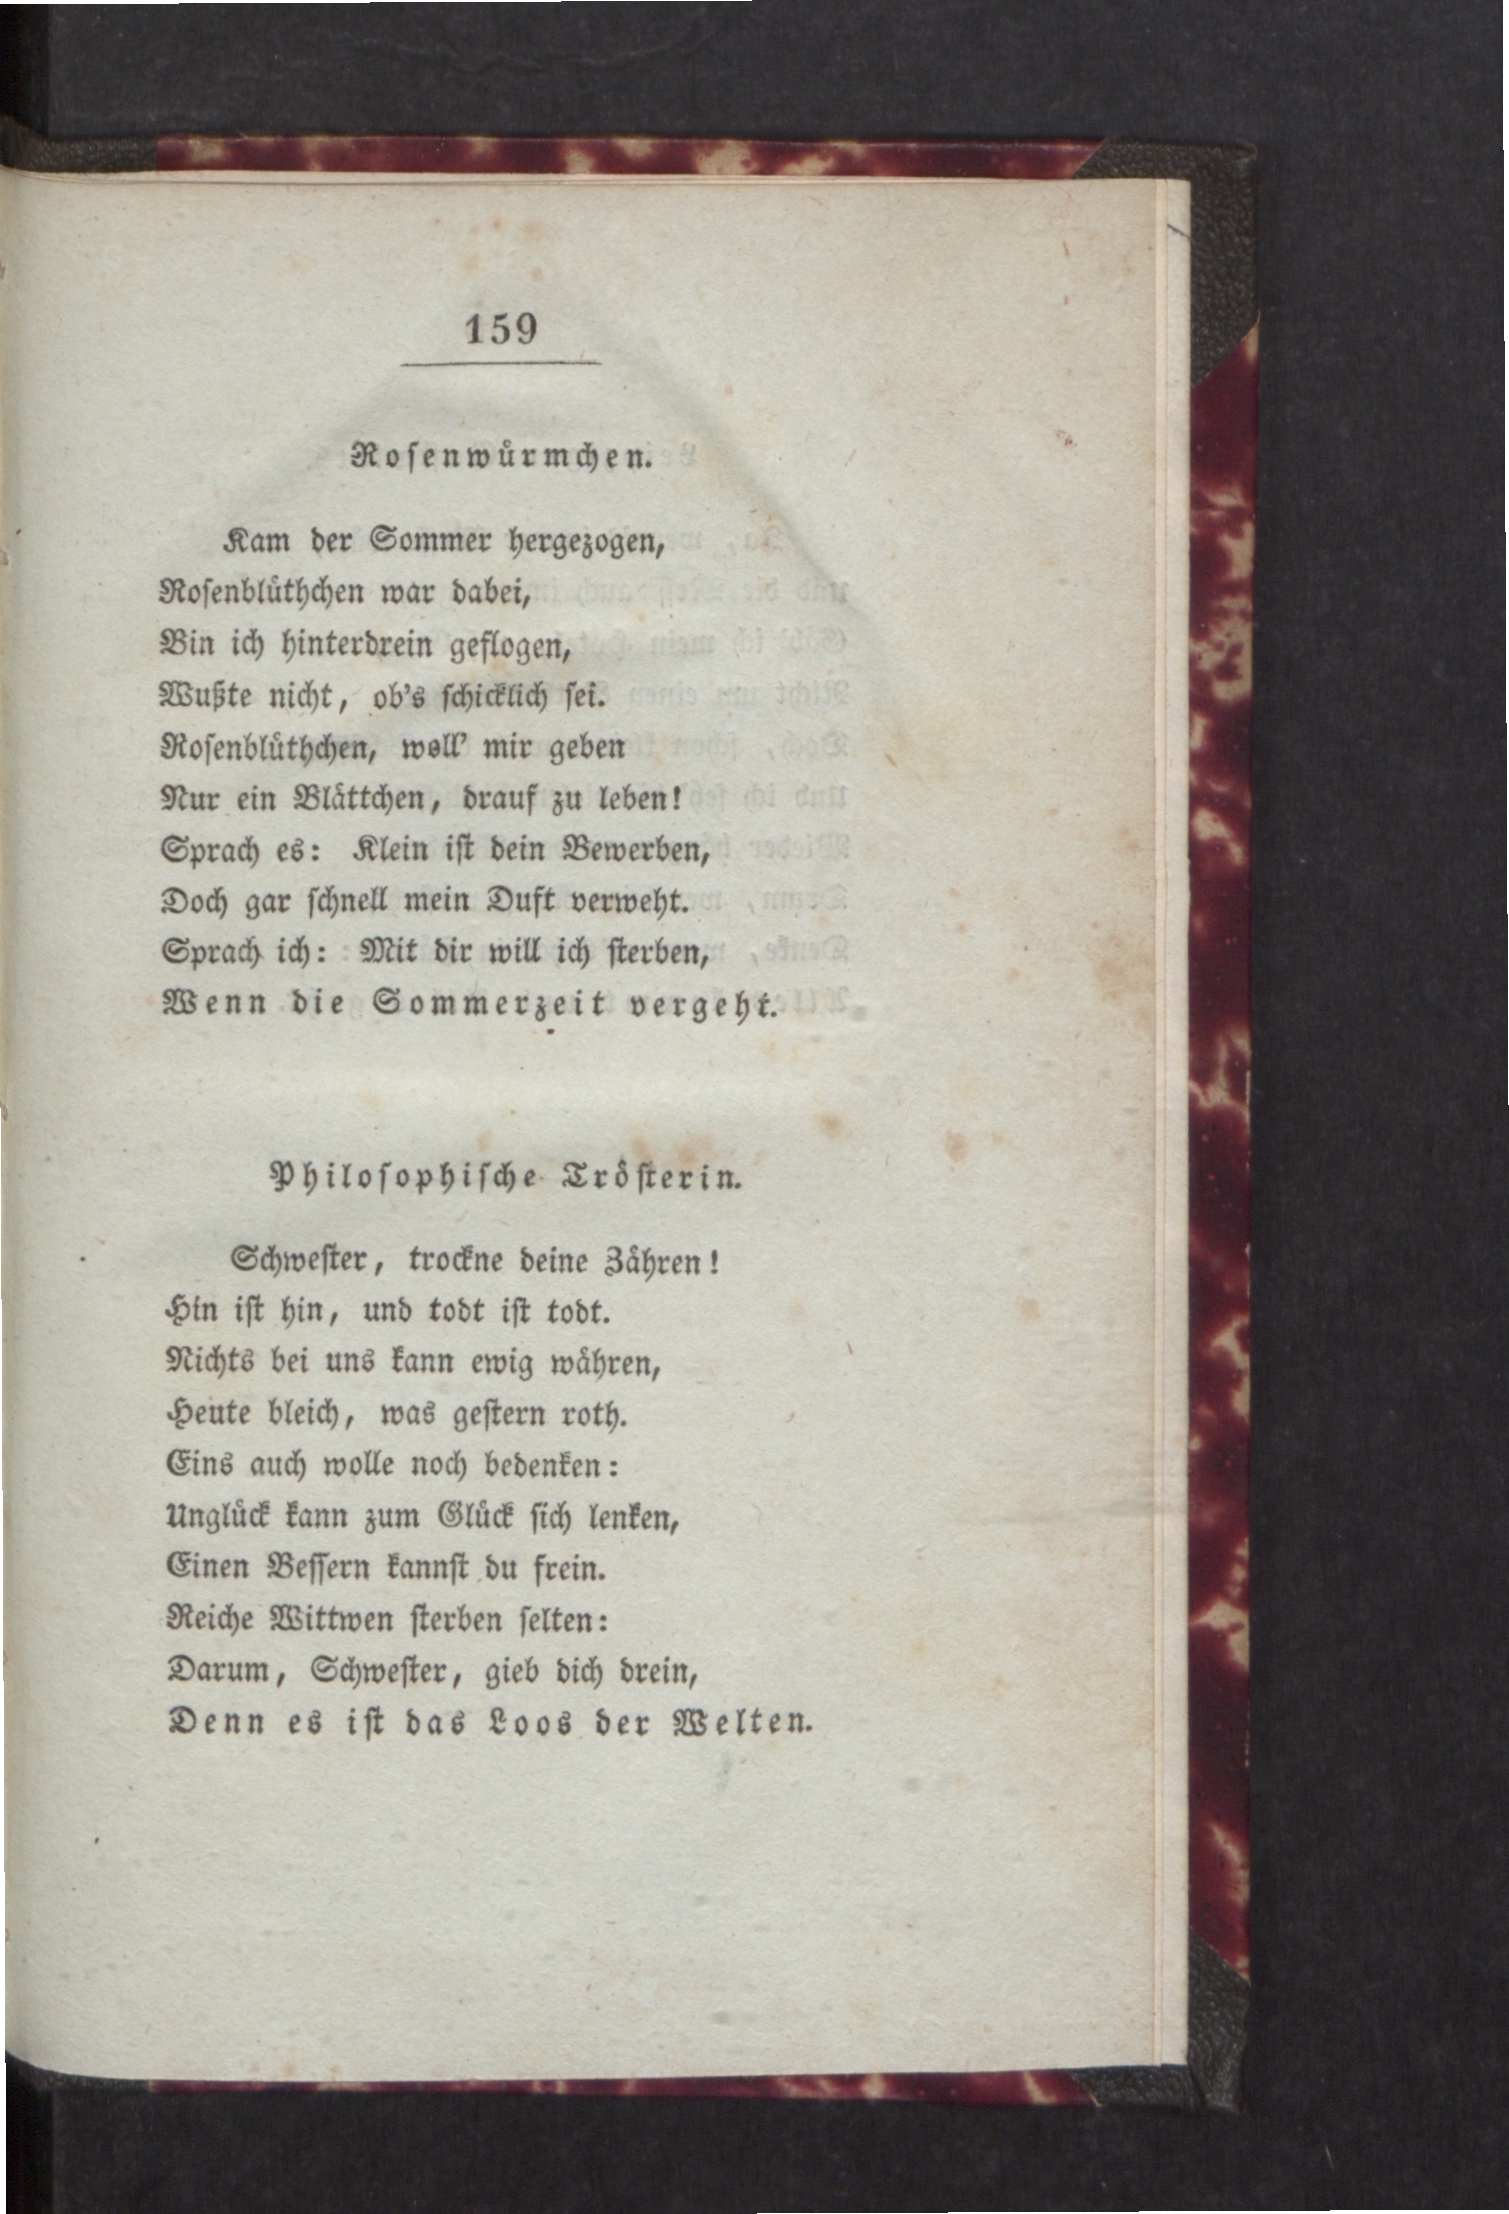 159
Rosenwürmchen.
Kam der Sommer hergezogen,
Rosenblüthchen war dabei,
Bin ich hinterdrein geflogen,
Wußte nicht, ob's schicklich sei.
Rosenblüthchen, woll' mir geben
Nur ein Blättchen, drauf zu leben!
Sprach es: Klein ist dein Bewerben,
Doch gar schnell mein Duft verweht.
Sprach ich: Mit dir will ich sterben,
Wenn die Sommerzeit vergeht.
Philosophische Trösterin.
Schwester, trockne deine Zähren!
Hin ist hin, und todt ist todt.
Nichts bei uns kann ewig währen,
Heute bleich, was gestern roth.
Eins auch wolle noch bedenken:
Unglück kann zum Glück sich lenken,
Einen Bessern kannst du frein.
Reiche Wittwen sterben selten:
Darum, Schwester, gieb dich drein,
Denn es ist das Loos der Welten.